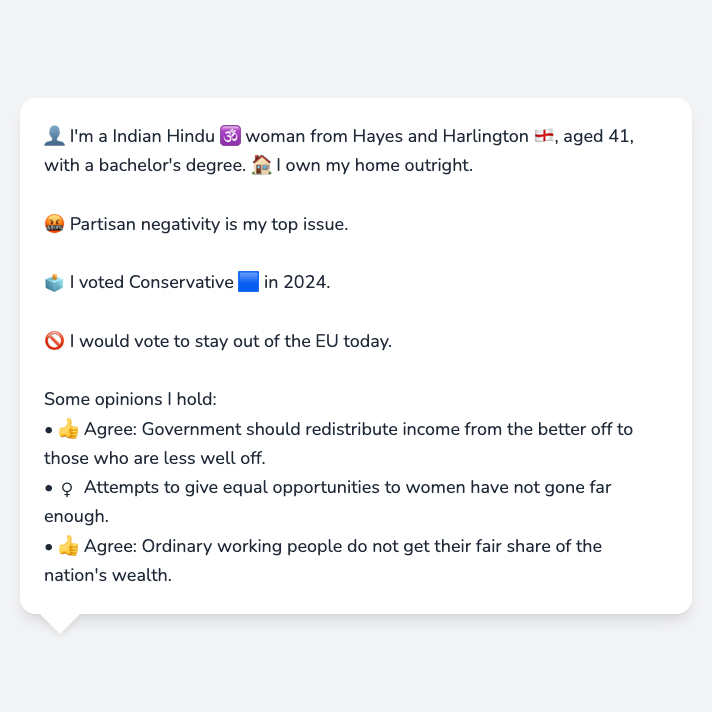 👤 I'm a Indian Hindu 🕉️ woman from Hayes and Harlington 🏴󠁧󠁢󠁥󠁮󠁧󠁿, aged 41,
with a bachelor's degree. 🏠 I own my home outright.
🤬 Partisan negativity is my top issue.
🗳️ I voted Conservative 🟦 in 2024.
🚫 I would vote to stay out of the EU today.
Some opinions I hold:
• 👍 Agree: Government should redistribute income from the better off to
those who are less well off.
• ♀ Attempts to give equal opportunities to women have not gone far
enough.
• 👍 Agree: Ordinary working people do not get their fair share of the
nation's wealth.